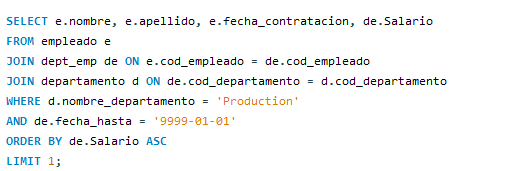 SELECT e.nombre, e.apellido, e.fecha_contratacion, de.Salario
FROM empleado e
JOIN dept_emp de ON e.cod_empleado = de.cod_empleado
JOIN departamento d ON de.cod_departamento = d.cod_departamento
WHERE d.nombre_departamento = 'Production'
AND de.fecha_hasta = '9999-01-01'
ORDER BY de.Salario ASC
LIMIT 1;